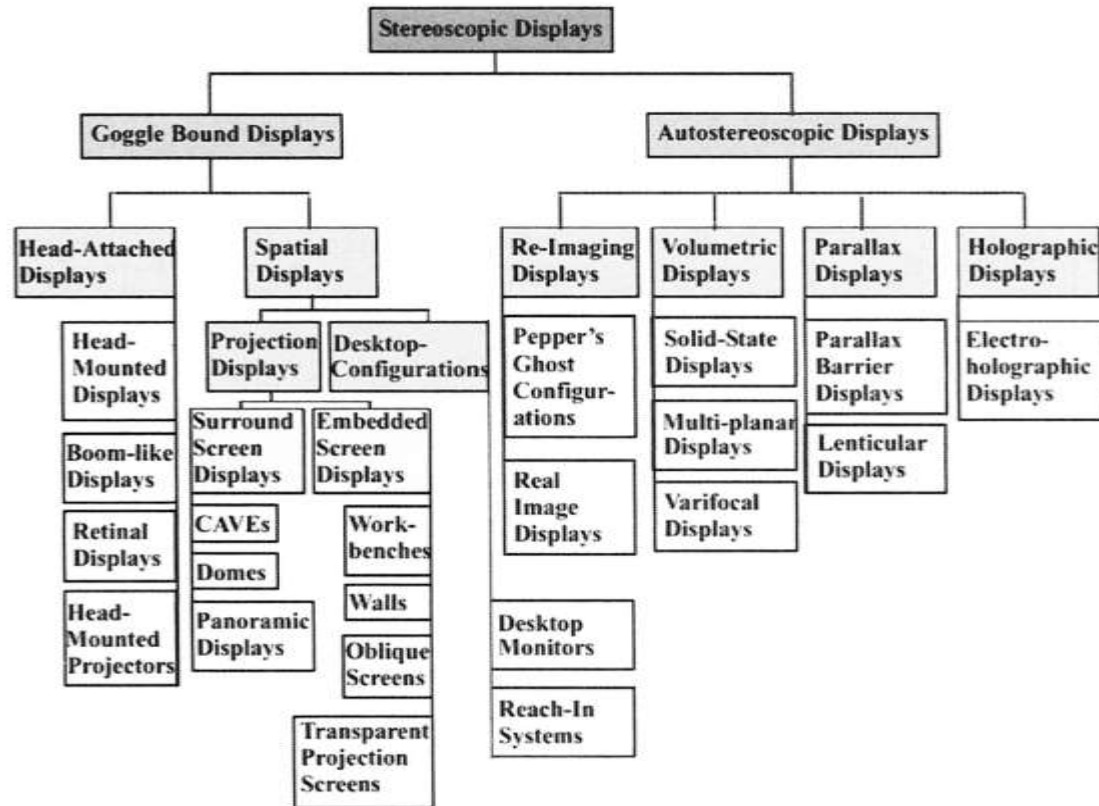 Stereoscopic Displays
Goggle Bound Displays
Autostereoscopic Displays
Head-Attached
Displays
Spatial
Displays
Re-Imaging
Displays
Volumetric
Displays
Parallax
Displays
Holographic
Displays
Head-
Mounted
Displays
Boom-like
Displays
Retinal
Displays
Head-
Mounted
Projectors
Projection
Displays
Desktop-
Configurations
Surround
Screen
Displays
Embedded
Screen
Displays
CAVEs
Domes
Panoramic
Displays
Work-
benches
Walls
Oblique
Screens
Transparent
Projection
Screens
Desktop
Monitors
Reach-In
Systems
Pepper's
Ghost
Configur-
ations
Real
Image
Displays
Solid-State
Displays
Multi-planar
Displays
Varifocal
Displays
Parallax
Barrier
Displays
Lenticular
Displays
Electro-
holographic
Displays